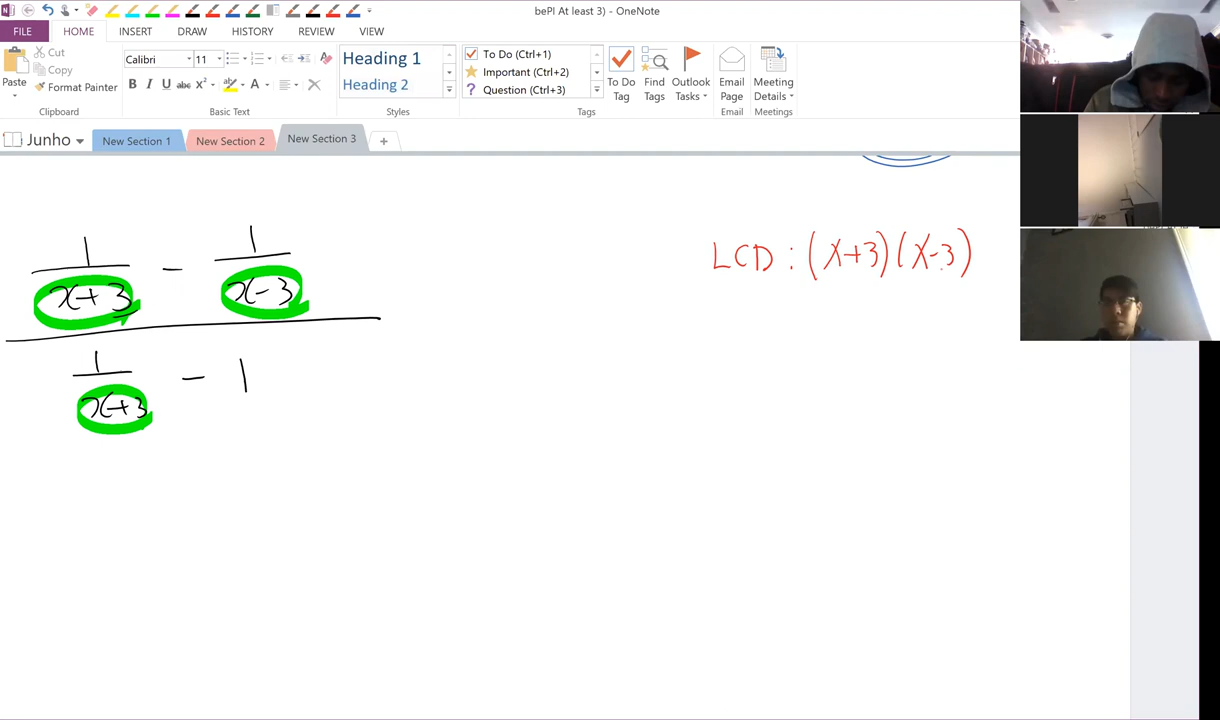 bePI At least 3) - OneNote
FILE HOME INSERT DRAW HISTORY REVIEW VIEW
Paste Cut Copy Format Painter
Clipboard
Calibri 11
B I U abc X² A
Basic Text
Heading 1
Heading 2
Styles
To Do (Ctrl+1)
Important (Ctrl+2)
Question (Ctrl+3)
To Do Tag
Find Tags
Outlook Tasks
Tags
Email Page
Meeting Details
Meetings
Junho New Section 1 New Section 2 New Section 3 +
1 1
— - —
x+3 x-3
1
— - 1
x+3
LCD : (x+3)(x-3)